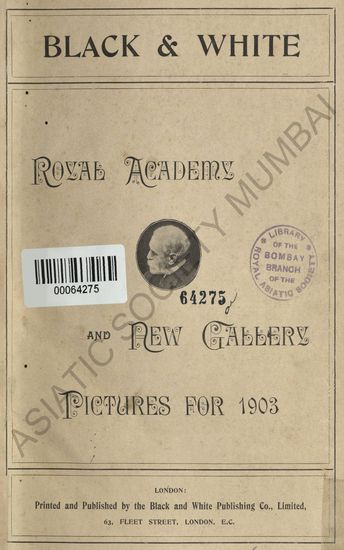 BLACK & WHITE
ROYAL ACADEMY
LIBRARY
OF THE
BOMBAY
BRANCH
OF THE
ROYAL ASIATIC SOCIETY
00064275
64275
AND NEW GALLERY
PICTURES FOR 1903
LONDON:
Printed and Published by the Black and White Publishing Co., Limited,
63, FLEET STREET, LONDON, E.C.
ASIATIC SOCIETY MUMBAI